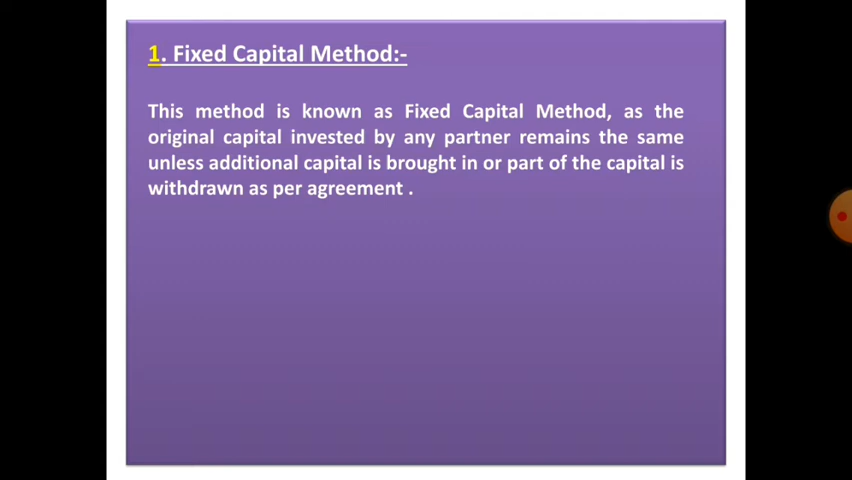 1. Fixed Capital Method:-
This method is known as Fixed Capital Method, as the
original capital invested by any partner remains the same
unless additional capital is brought in or part of the capital is
withdrawn as per agreement .